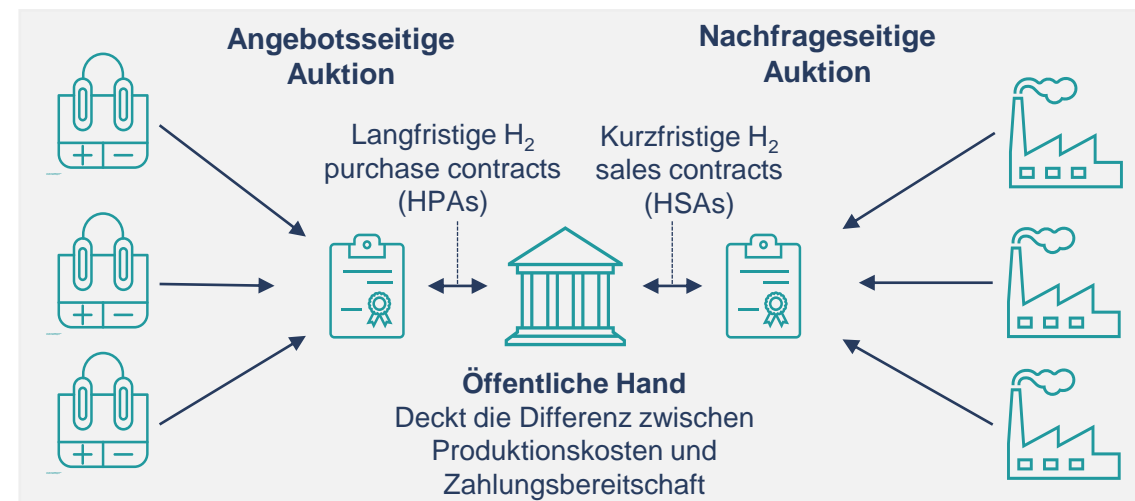 Angebotsseitige
Auktion
Nachfrageseitige
Auktion
Langfristige H₂
purchase contracts
(HPAs)
Kurzfristige H₂
sales contracts
(HSAs)
Öffentliche Hand
Deckt die Differenz zwischen
Produktionskosten und
Zahlungsbereitschaft